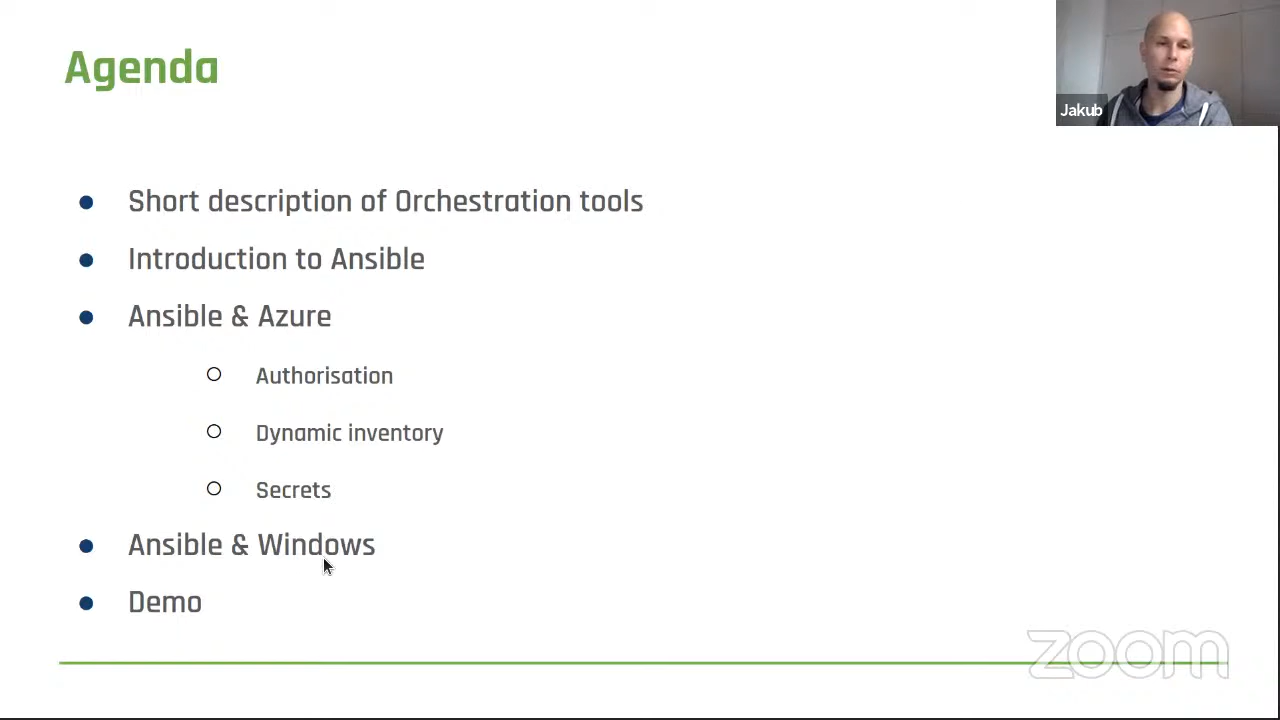 Agenda
Jakub
Short description of Orchestration tools
Introduction to Ansible
Ansible & Azure
Authorisation
Dynamic inventory
Secrets
Ansible & Windows
Demo
zoom